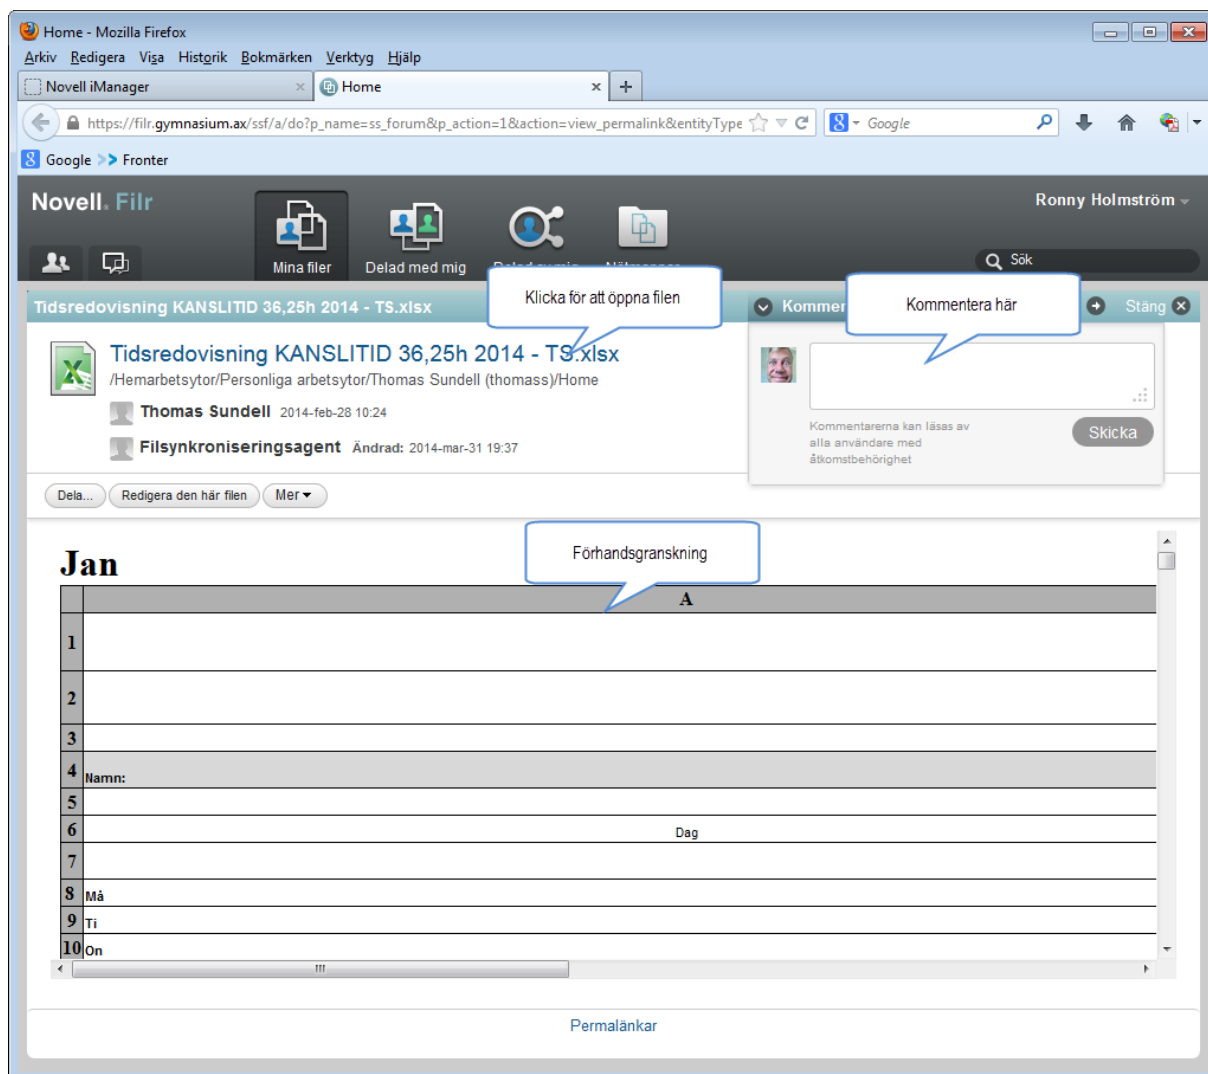 Home - Mozilla Firefox
Arkiv Redigera Visa Historik Bokmärken Verktyg Hjälp
Novell iManager
Home
https://filr.gymnasium.ax/ssf/a/do?p_name=ss_forum&p_action=1&action=view_permalink&entityType
Google
Google >> Fronter
Novell. Filr
Ronny Holmström
Mina filer
Delad med mig
Sök
Klicka för att öppna filen
Kommentera här
Tidsredovisning KANSLITID 36,25h 2014 - TS.xlsx
Stäng
Tidsredovisning KANSLITID 36,25h 2014 - TS.xlsx
/Hemarbetsytor/Personliga arbetsytor/Thomas Sundell (thomass)/Home
Thomas Sundell 2014-feb-28 10:24
Filsynkroniseringsagent Ändrad: 2014-mar-31 19:37
Kommentarerna kan läsas av
alla användare med
åtkomstbehörighet
Skicka
Dela...
Redigera den här filen
Mer
Förhandsgranskning
Jan
A
1
2
3
4 Namn:
5
6 Dag
7
8 Må
9 Ti
10 On
Permalänkar